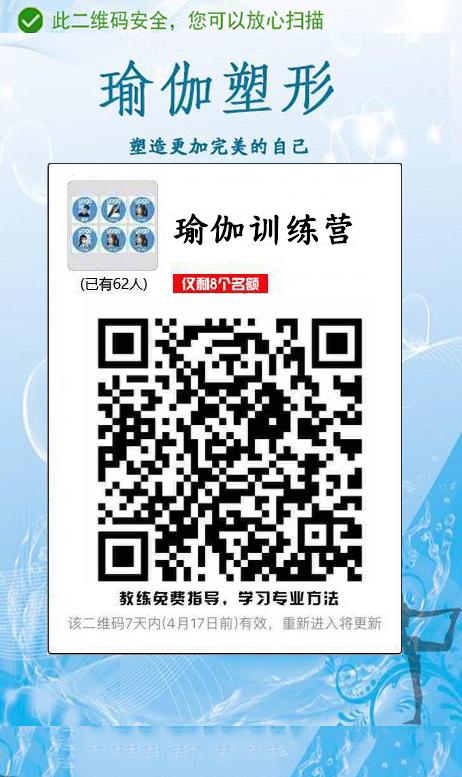 此二维码安全，您可以放心扫描
瑜伽塑形
塑造更加完美的自己
瑜伽训练营
(已有62人)
仅剩8个名额
教练免费指导，学习专业方法
该二维码7天内(4月17日前)有效，重新进入将更新